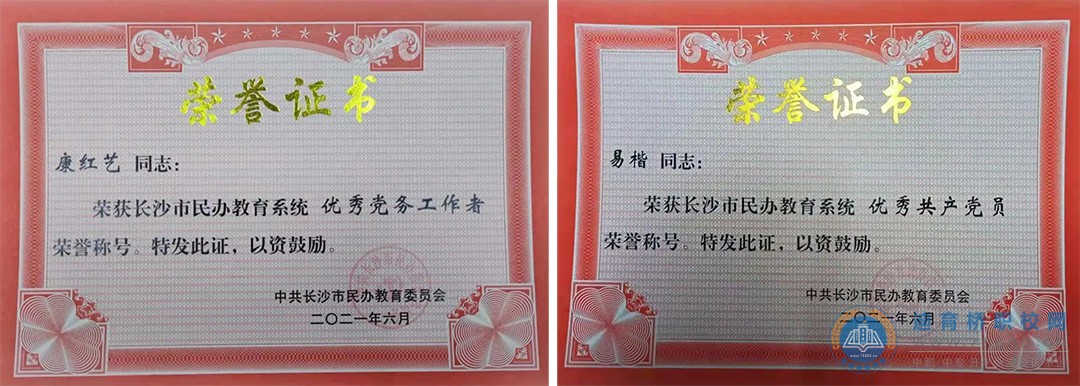 荣誉证书
康红艺 同志：
荣获长沙市民办教育系统 优秀党务工作者
荣誉称号。特发此证，以资鼓励。
中共长沙市民办教育委员会
二〇二一年六月
荣誉证书
易楷 同志：
荣获长沙市民办教育系统 优秀共产党员
荣誉称号。特发此证，以资鼓励。
中共长沙市民办教育委员会
二〇二一年六月
育桥职校网